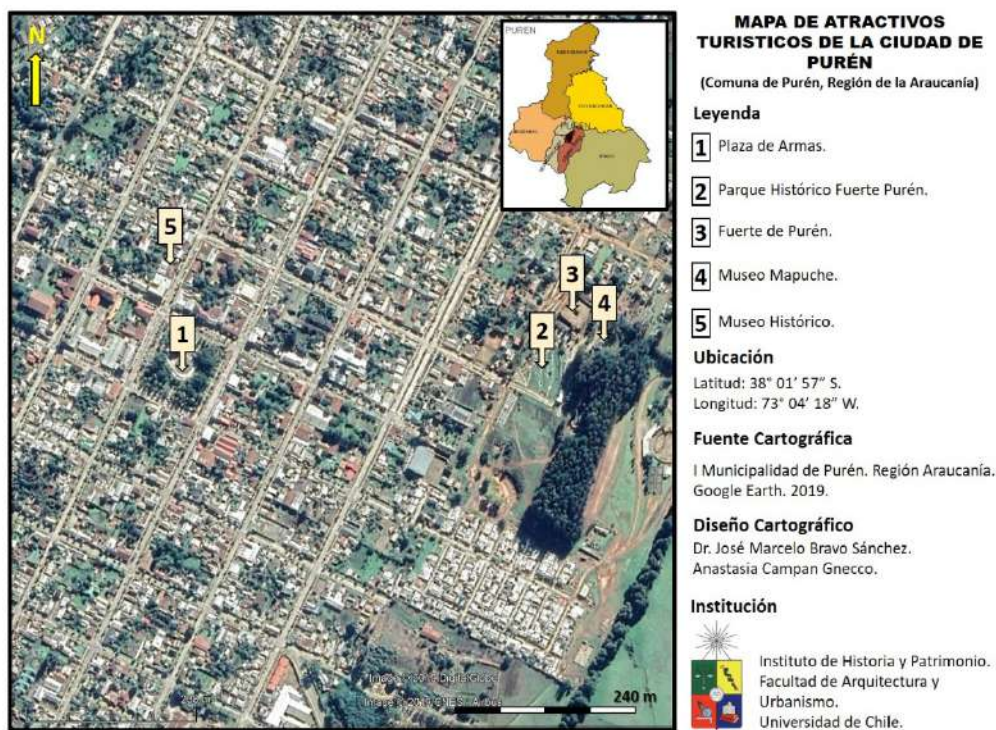 MAPA DE ATRACTIVOS
TURISTICOS DE LA CIUDAD DE
PURÉN
(Comuna de Purén, Región de la Araucanía)
Leyenda
1 Plaza de Armas.
2 Parque Histórico Fuerte Purén.
3 Fuerte de Purén.
4 Museo Mapuche.
5 Museo Histórico.
Ubicación
Latitud: 38° 01’ 57” S.
Longitud: 73° 04’ 18” W.
Fuente Cartográfica
I Municipalidad de Purén. Región Araucanía.
Google Earth. 2019.
Diseño Cartográfico
Dr. José Marcelo Bravo Sánchez.
Anastasia Campan Gnecco.
Institución
Instituto de Historia y Patrimonio.
Facultad de Arquitectura y
Urbanismo.
Universidad de Chile.
N
PUREN
PUREN
5
3
4
1
2
240 m